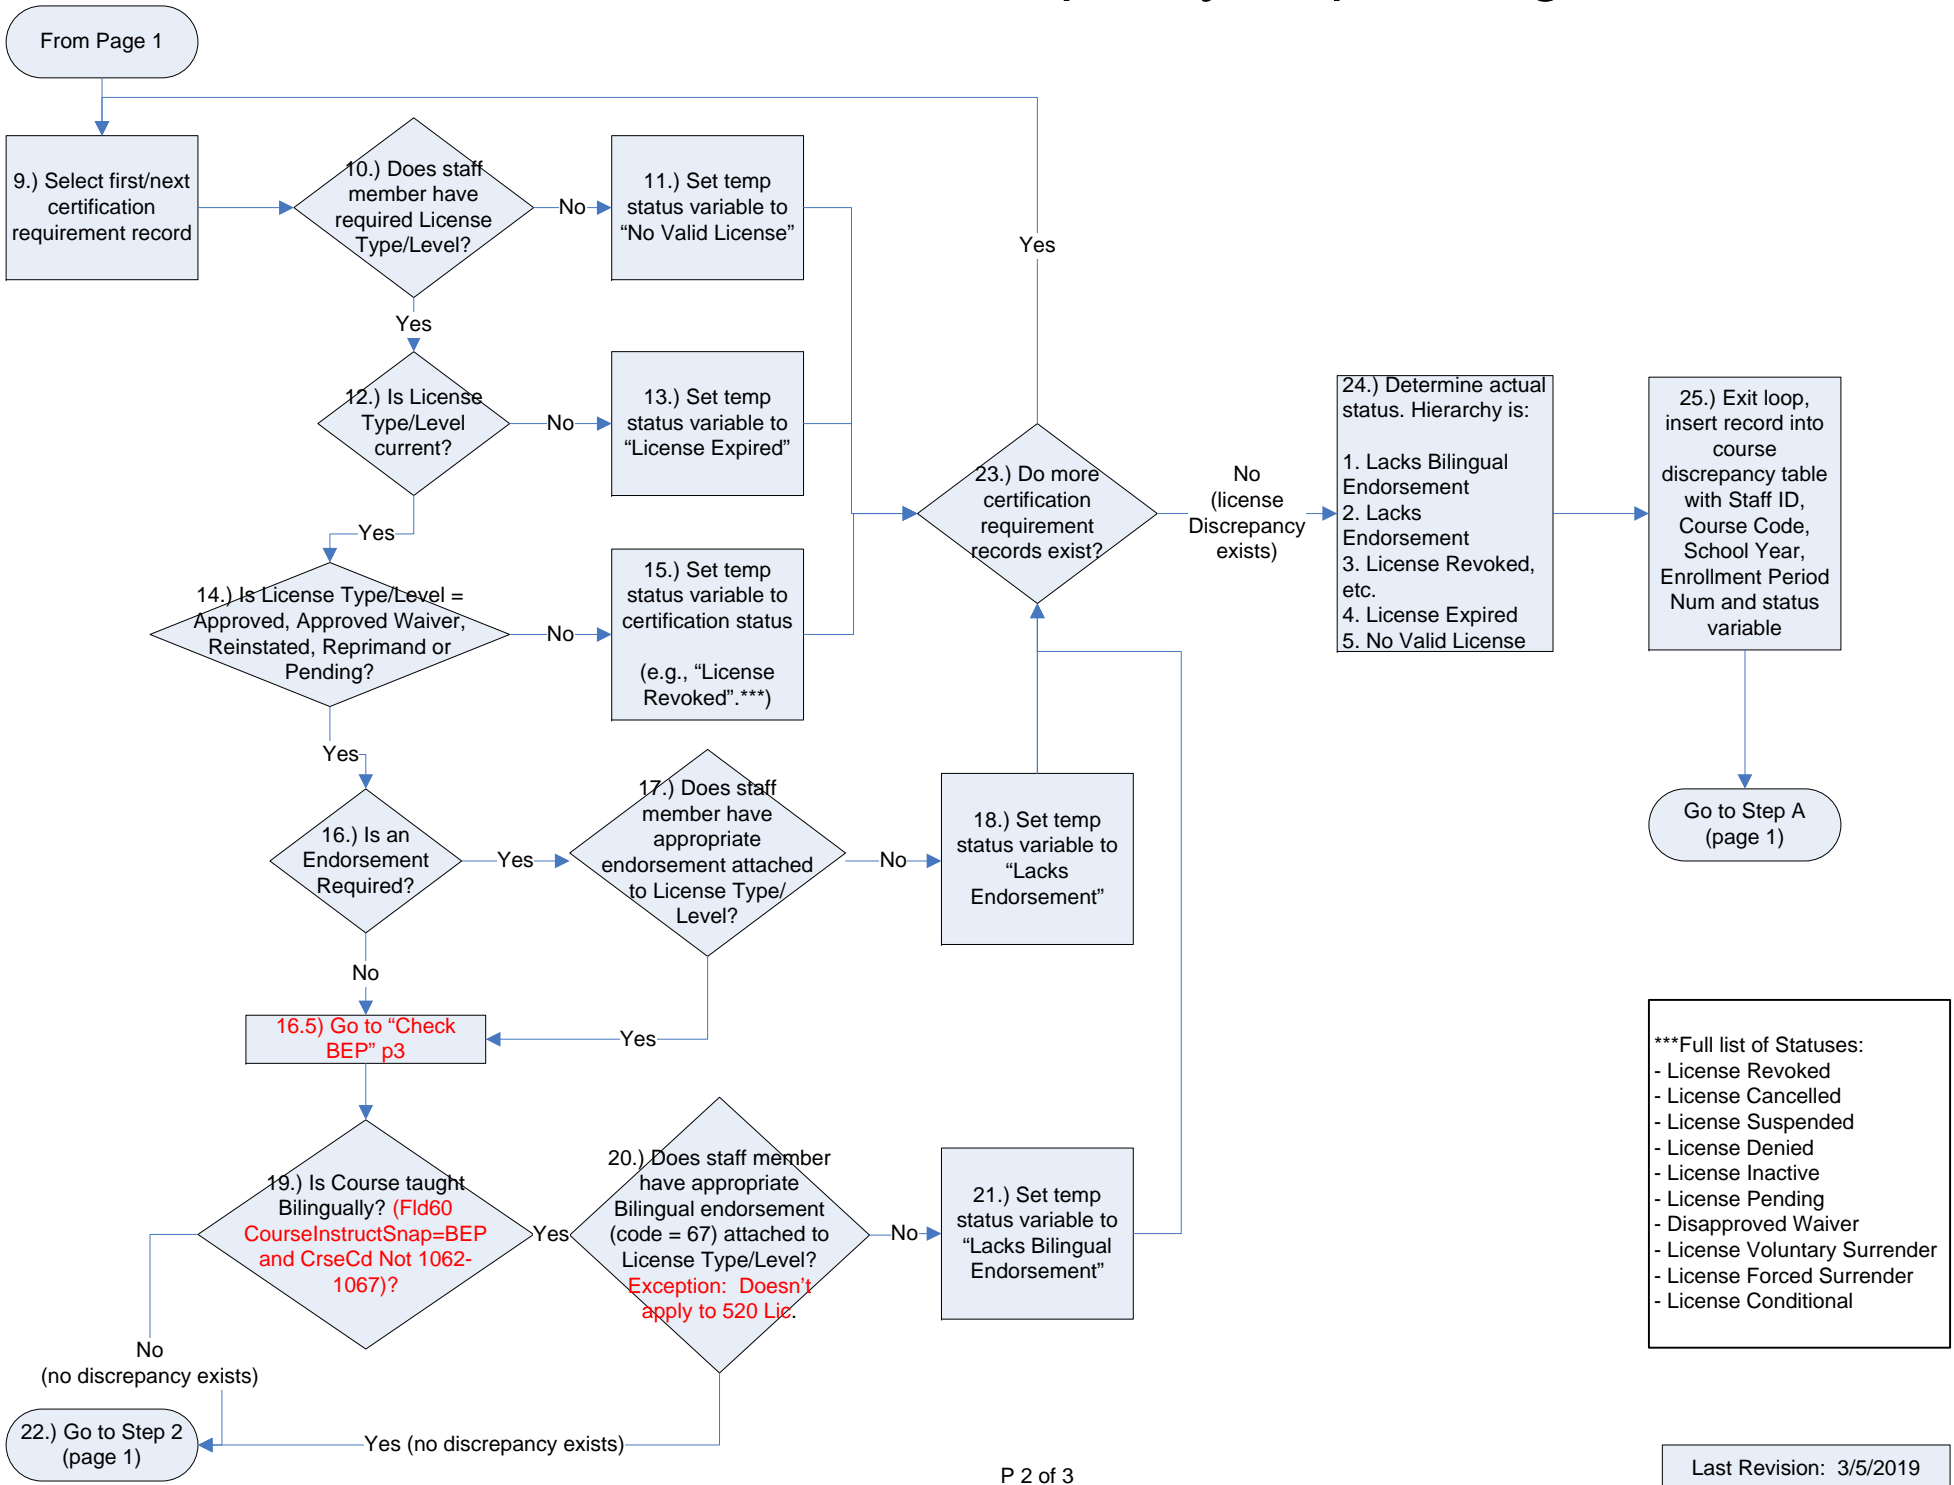 From Page 1
9.) Select first/next
certification
requirement record
10.) Does staff
member have
required License
Type/Level?
No
11.) Set temp
status variable to
“No Valid License”
Yes
Yes
12.) Is License
Type/Level
current?
No
13.) Set temp
status variable to
“License Expired”
Yes
14.) Is License Type/Level =
Approved, Approved Waiver,
Reinstated, Reprimand or
Pending?
No
15.) Set temp
status variable to
certification status
(e.g., “License
Revoked”.***)
23.) Do more
certification
requirement
records exist?
No
(license
Discrepancy
exists)
24.) Determine actual
status. Hierarchy is:
1. Lacks Bilingual
Endorsement
2. Lacks
Endorsement
3. License Revoked,
etc.
4. License Expired
5. No Valid License
25.) Exit loop,
insert record into
course
discrepancy table
with Staff ID,
Course Code,
School Year,
Enrollment Period
Num and status
variable
Go to Step A
(page 1)
Yes
16.) Is an
Endorsement
Required?
Yes
17.) Does staff
member have
appropriate
endorsement attached
to License Type/
Level?
No
18.) Set temp
status variable to
“Lacks
Endorsement”
No
Yes
16.5) Go to “Check
BEP” p3
19.) Is Course taught
Bilingually? (Fld60
CourseInstructSnap=BEP
and CrseCd Not 1062-
1067)?
Yes
20.) Does staff member
have appropriate
Bilingual endorsement
(code = 67) attached to
License Type/Level?
Exception:  Doesn’t
apply to 520 Lic.
No
21.) Set temp
status variable to
“Lacks Bilingual
Endorsement”
No
(no discrepancy exists)
22.) Go to Step 2
(page 1)
Yes (no discrepancy exists)
***Full list of Statuses:
- License Revoked
- License Cancelled
- License Suspended
- License Denied
- License Inactive
- License Pending
- Disapproved Waiver
- License Voluntary Surrender
- License Forced Surrender
- License Conditional
P 2 of 3
Last Revision:  3/5/2019